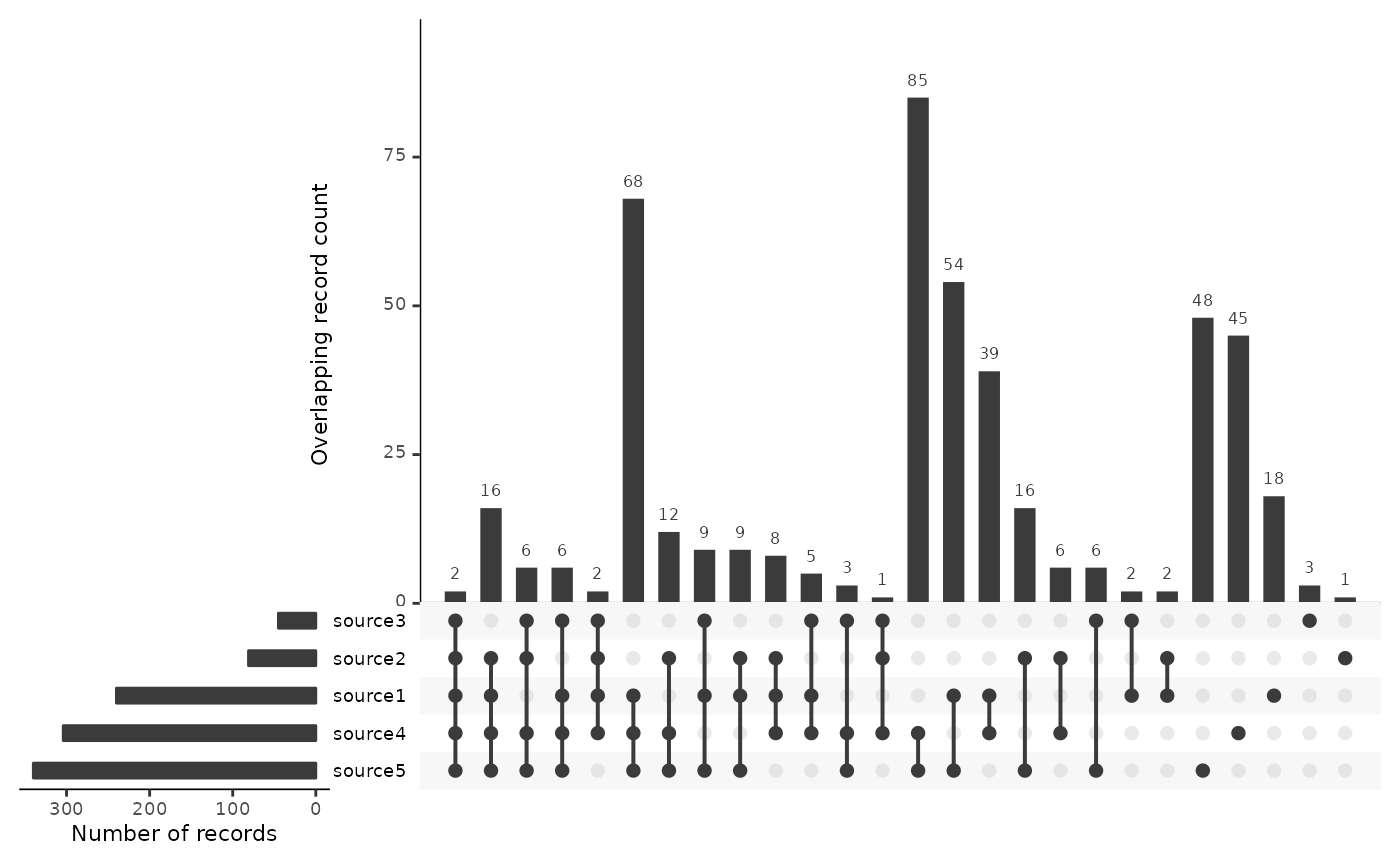 Overlapping record count
75
50
25
0
2 16 6 6 2 68 12 9 9 8 5 3 1 85 54 39 16 6 6 2 2 48 45 18 3 1
source3
source2
source1
source4
source5
300 200 100 0
Number of records